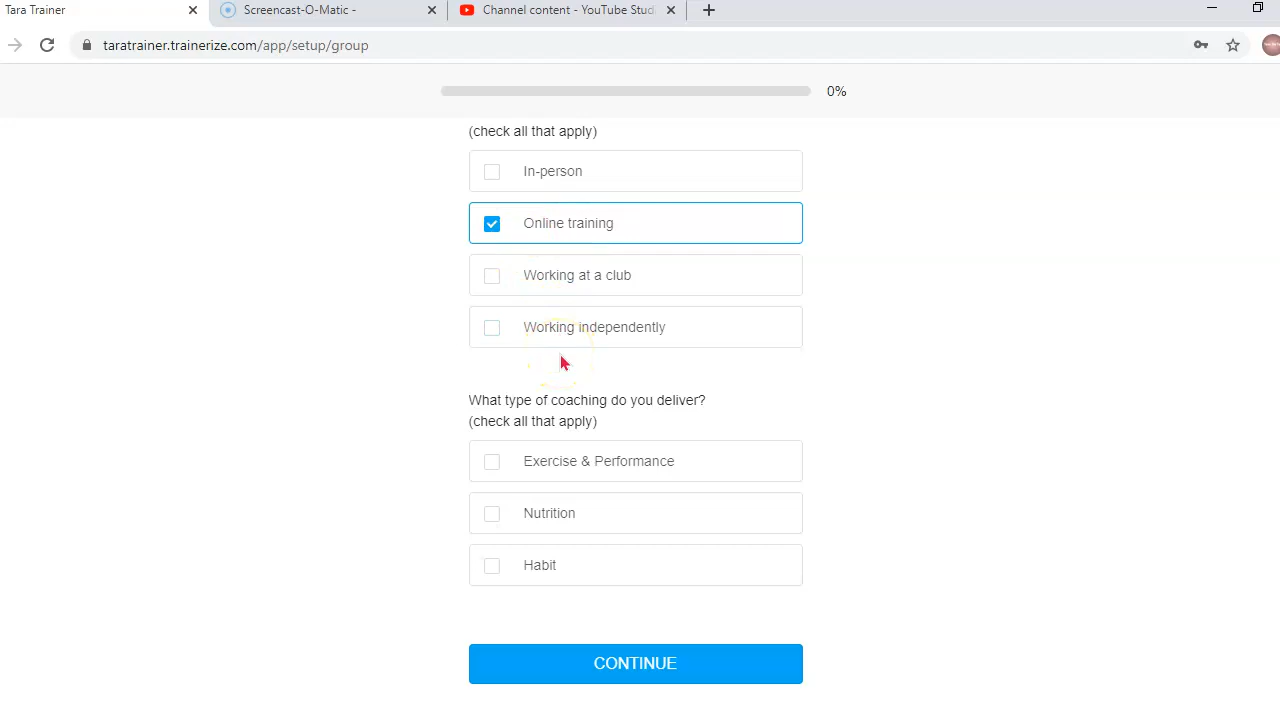 Tara Trainer
Screencast-O-Matic -
Channel content - YouTube Stud
taratrainer.trainerize.com/app/setup/group
0%
(check all that apply)
In-person
Online training
Working at a club
Working independently
What type of coaching do you deliver?
(check all that apply)
Exercise & Performance
Nutrition
Habit
CONTINUE